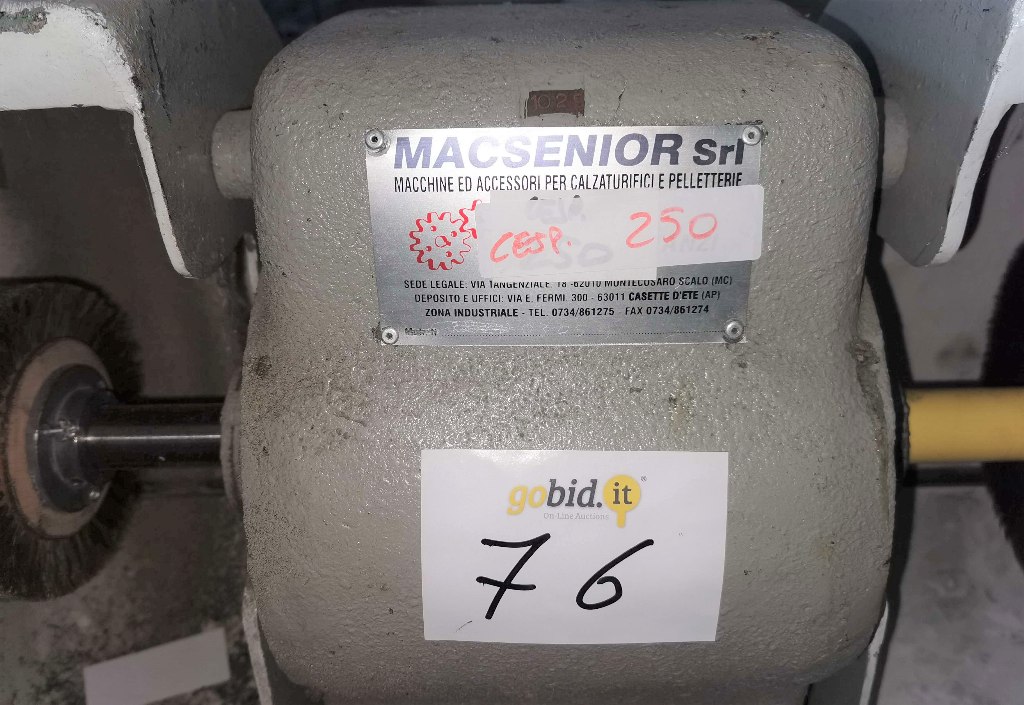 MACSENIOR Srl
MACCHINE ED ACCESSORI PER CALZATURIFICI E PELLETTERIE
CESP. 250
SEDE LEGALE: VIA TANGENZIALE, 18 -62010 MONTECOSARO SCALO (MC)
DEPOSITO E UFFICI: VIA E. FERMI, 300 - 63011 CASETTE D'ETE (AP)
ZONA INDUSTRIALE - TEL. 0734/861275 FAX 0734/861274
gobid.it®
On-Line Auctions
76